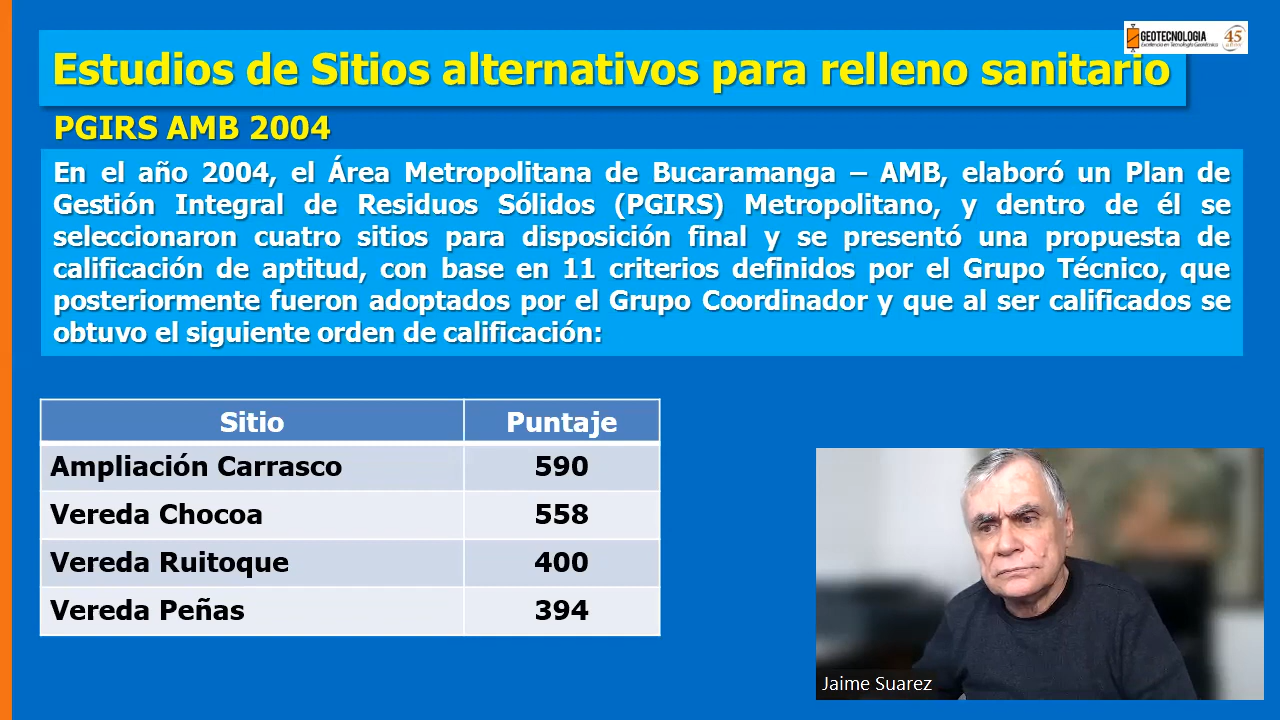 GEOTECNOLOGIA
Excelencia en Tecnología Geotécnica
45
años
Estudios de Sitios alternativos para relleno sanitario
PGIRS AMB 2004
En el año 2004, el Área Metropolitana de Bucaramanga – AMB, elaboró un Plan de
Gestión Integral de Residuos Sólidos (PGIRS) Metropolitano, y dentro de él se
seleccionaron cuatro sitios para disposición final y se presentó una propuesta de
calificación de aptitud, con base en 11 criterios definidos por el Grupo Técnico, que
posteriormente fueron adoptados por el Grupo Coordinador y que al ser calificados se
obtuvo el siguiente orden de calificación:
Sitio Puntaje
Ampliación Carrasco 590
Vereda Chocoa 558
Vereda Ruitoque 400
Vereda Peñas 394
Jaime Suarez